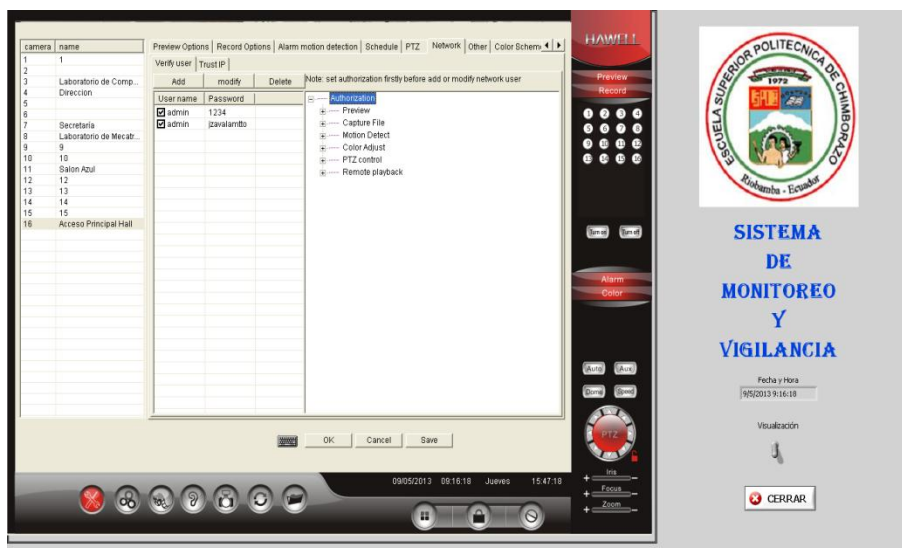 camera name
1 1
2
3 Laboratorio de Comp...
4 Direccion
5
6
7 Secretaría
8 Laboratorio de Mecatr...
9 9
10 10
11 Salon Azul
12 12
13 13
14 14
15 15
16 Acceso Principal Hall
Preview Options Record Options Alarm motion detection Schedule PTZ Network Other Color Schem
Verify user Trust IP
Add modify Delete Note: set authorization firstly before add or modify network user
User name Password
admin 1234
admin jzavalamtto
Authorization
Preview
Capture File
Motion Detect
Color Adjust
PTZ control
Remote playback
OK Cancel Save
09/05/2013 09:16:18 Jueves 15:47:18
HAWELL
Preview
Record
1 2 3 4
5 6 7 8
9 10 11 12
13 14 15 16
Turn on Turn off
Alarm
Color
Auto Aux
Dome Speed
PTZ
+ Iris -
+ Focus -
+ Zoom -
ESCUELA SUPERIOR POLITECNICA DE CHIMBORAZO
1972
Riobamba - Ecuador
SISTEMA
DE
MONITOREO
Y
VIGILANCIA
Fecha y Hora
9/5/2013 9:16:18
Visualización
CERRAR